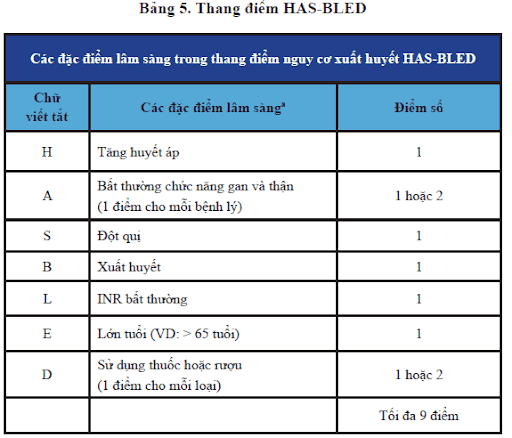 Bảng 5. Thang điểm HAS-BLED
Các đặc điểm lâm sàng trong thang điểm nguy cơ xuất huyết HAS-BLED
Chữ
viết tắt
Các đặc điểm lâm sàngª
Điểm số
H
Tăng huyết áp
1
A
Bất thường chức năng gan và thận
(1 điểm cho mỗi bệnh lý)
1 hoặc 2
S
Đột quị
1
B
Xuất huyết
1
L
INR bất thường
1
E
Lớn tuổi (VD: > 65 tuổi)
1
D
Sử dụng thuốc hoặc rượu
(1 điểm cho mỗi loại)
1 hoặc 2
Tối đa 9 điểm